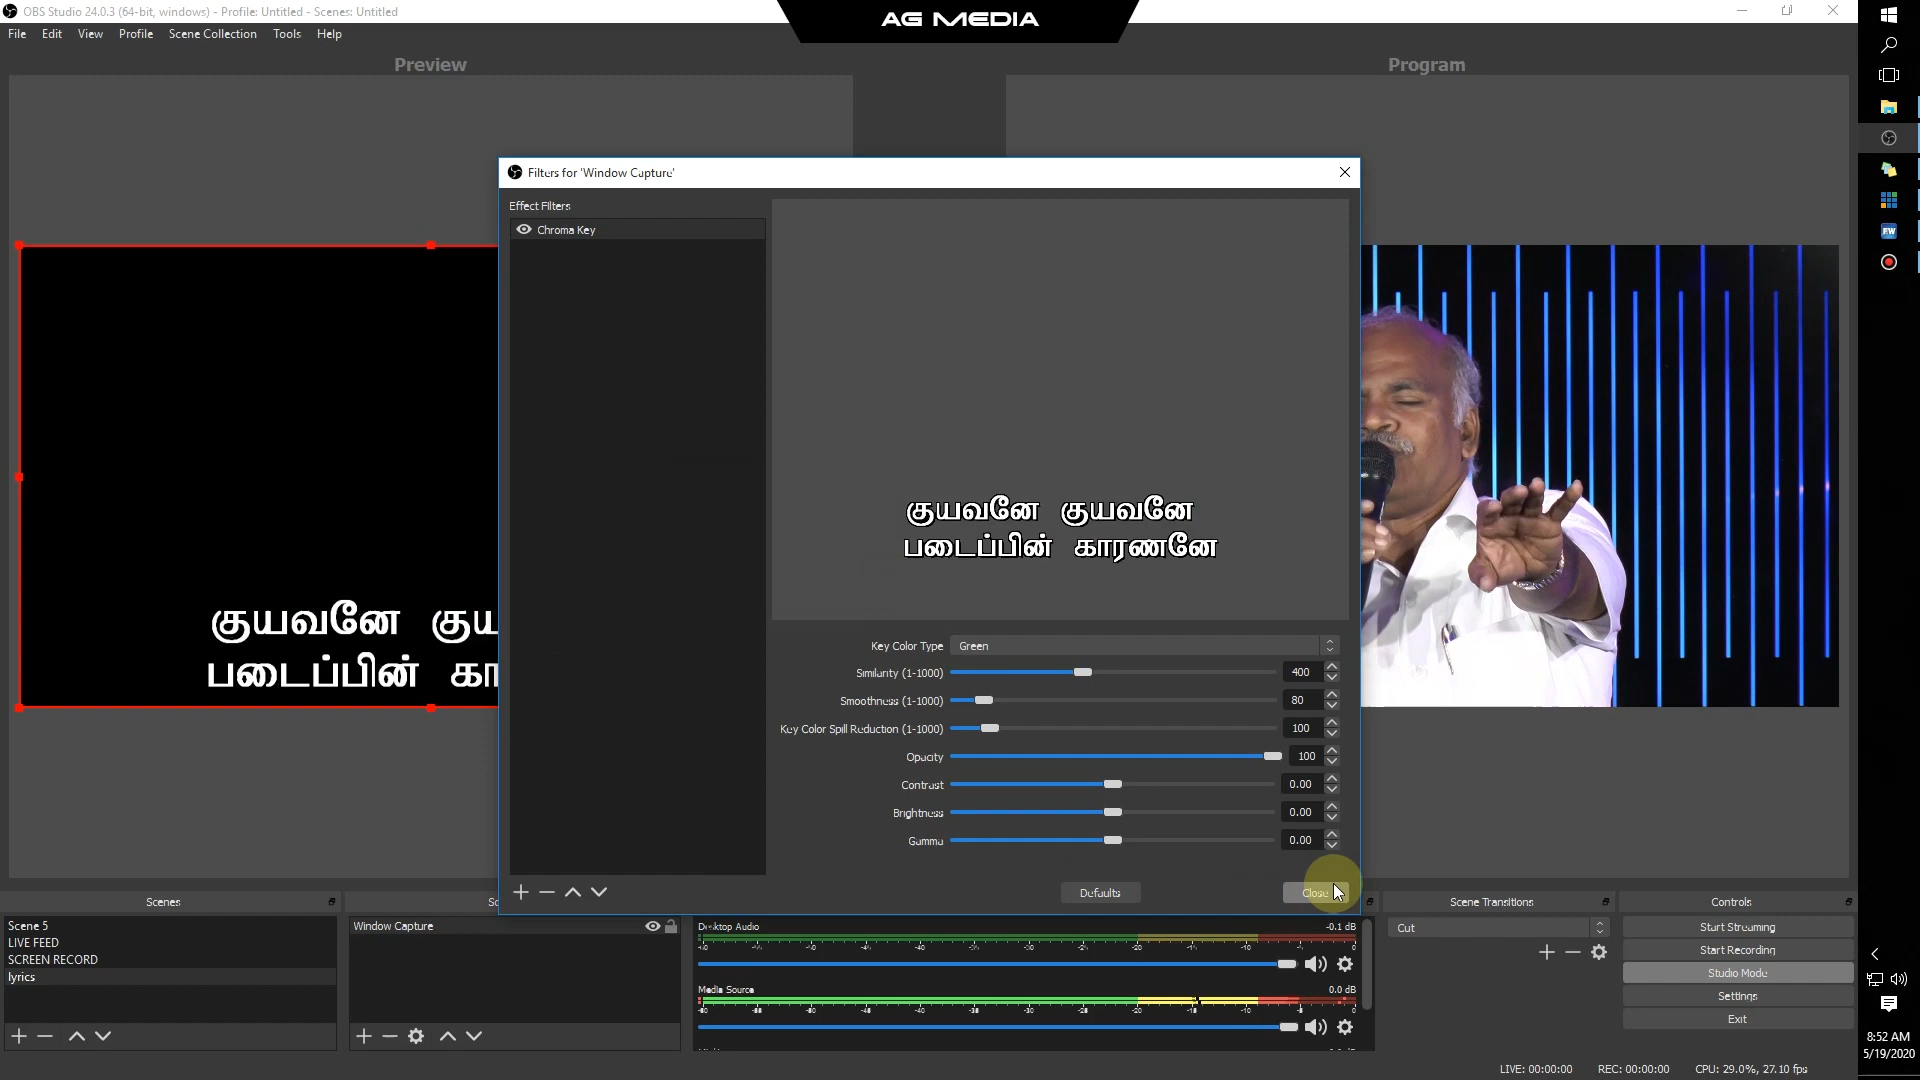 OBS Studio 24.0.3 (64-bit, windows) - Profile: Untitled - Scenes: Untitled
AG MEDIA
File Edit View Profile Scene Collection Tools Help
Preview
Program
Filters for 'Window Capture'
Effect Filters
Chroma Key
குயவனே குயவனே
படைப்பின் காரணனே
குயவனே குய
படைப்பின் கா
Key Color Type Green
Similarity (1-1000) 400
Smoothness (1-1000) 80
Key Color Spill Reduction (1-1000) 100
Opacity 100
Contrast 0.00
Brightness 0.00
Gamma 0.00
Defaults
Close
Scenes
Scene 5
LIVE FEED
SCREEN RECORD
lyrics
Window Capture
Desktop Audio -0.1 dB
Media Source 0.0 dB
Scene Transitions
Cut
Controls
Start Streaming
Start Recording
Studio Mode
Settings
Exit
LIVE: 00:00:00 REC: 00:00:00 CPU: 29.0%, 27.10 fps
EW
8:52 AM
5/19/2020